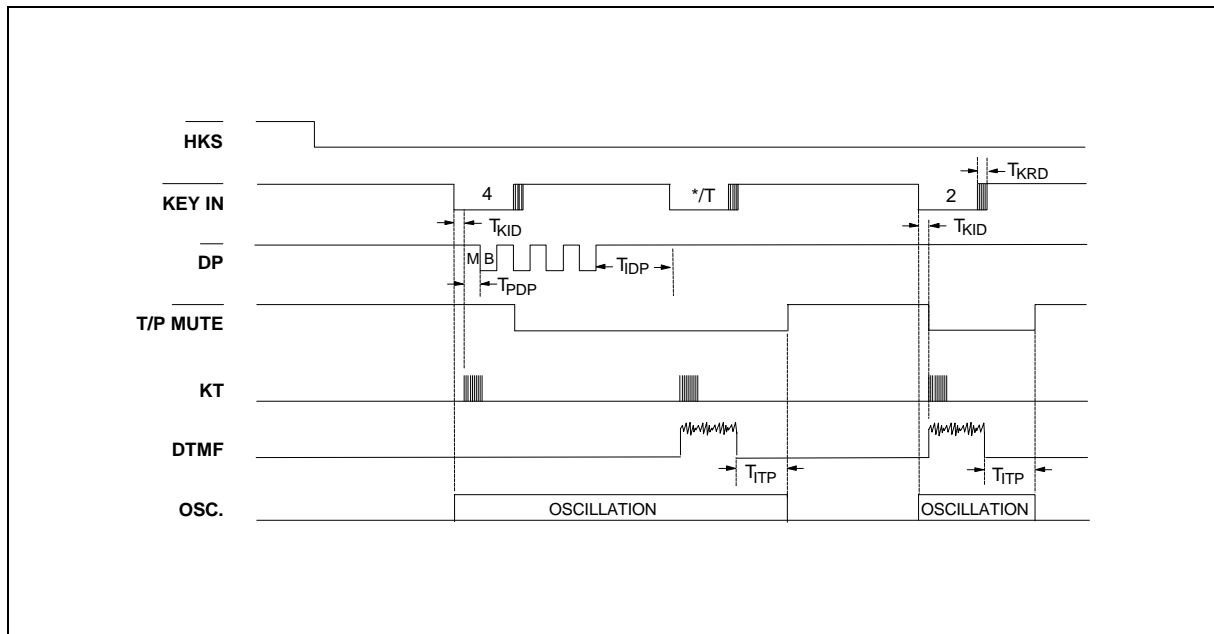 HKS
KEY IN
4
*/T
2
TKRD
TKID
TKID
DP
M B
TIDP
TPDP
T/P MUTE
KT
DTMF
TITP
TITP
OSC.
OSCILLATION
OSCILLATION